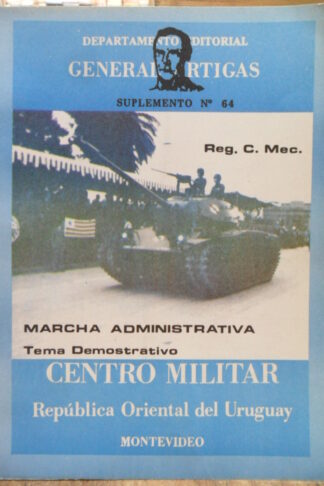 DEPARTAMENTO EDITORIAL
GENERAL ARTIGAS
SUPLEMENTO Nº 64
Reg. C. Mec.
MARCHA ADMINISTRATIVA
Tema Demostrativo
CENTRO MILITAR
República Oriental del Uruguay
MONTEVIDEO